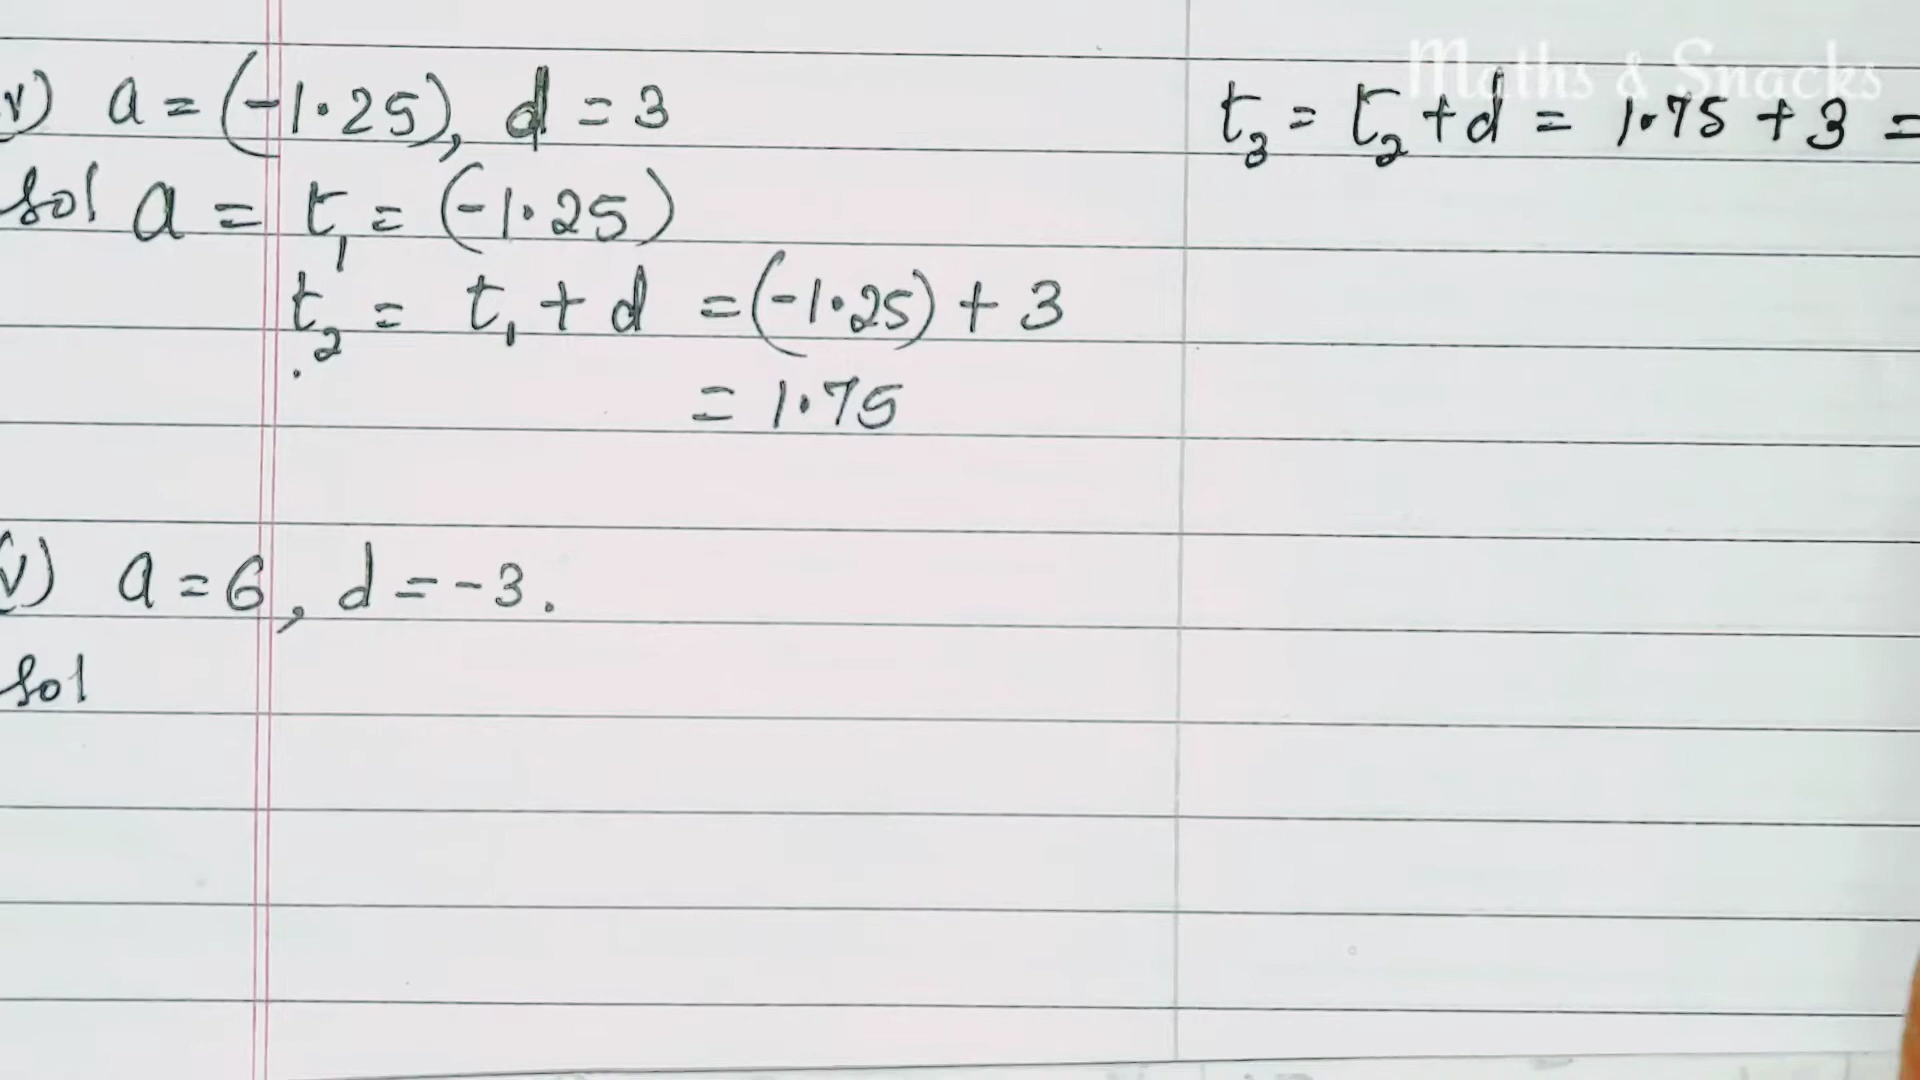 v) a = (-1.25), d = 3
sol a = t₁ = (-1.25)
t₂ = t₁ + d = (-1.25) + 3
= 1.75
(v) a = 6, d = -3.
sol
Maths & Snacks
t₃ = t₂ + d = 1.75 + 3 =